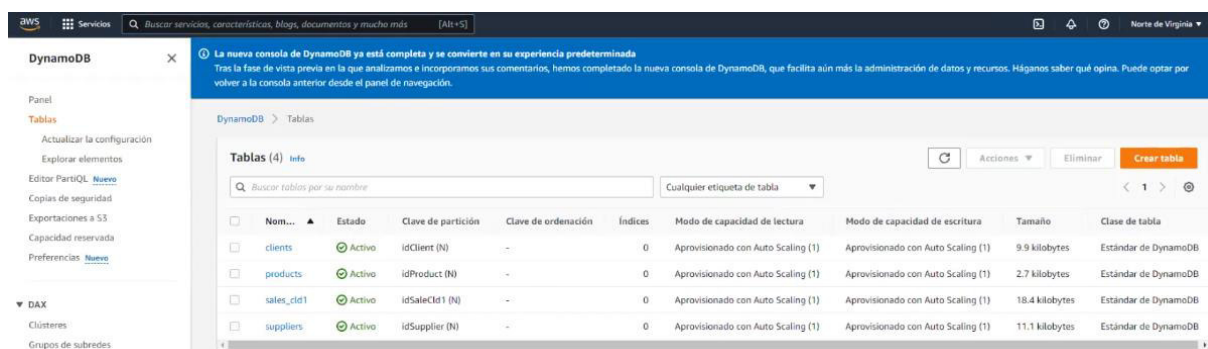 aws
Servicios
Buscar servicios, características, blogs, documentos y mucho más
[Alt+S]
Norte de Virginia
DynamoDB
Panel
Tablas
Actualizar la configuración
Explorar elementos
Editor PartiQL Nuevo
Copias de seguridad
Exportaciones a S3
Capacidad reservada
Preferencias Nuevo
DAX
Clústeres
Grupos de subredes
La nueva consola de DynamoDB ya está completa y se convierte en su experiencia predeterminada
Tras la fase de vista previa en la que analizamos e incorporamos sus comentarios, hemos completado la nueva consola de DynamoDB, que facilita aún más la administración de datos y recursos. Háganos saber qué opina. Puede optar por
volver a la consola anterior desde el panel de navegación.
DynamoDB > Tablas
Tablas (4) Info
Acciones
Eliminar
Crear tabla
Buscar tablas por su nombre
Cualquier etiqueta de tabla
1
Nom... Estado Clave de partición Clave de ordenación Índices Modo de capacidad de lectura Modo de capacidad de escritura Tamaño Clase de tabla
clients Activo idClient (N) - 0 Aprovisionado con Auto Scaling (1) Aprovisionado con Auto Scaling (1) 9.9 kilobytes Estándar de DynamoDB
products Activo idProduct (N) - 0 Aprovisionado con Auto Scaling (1) Aprovisionado con Auto Scaling (1) 2.7 kilobytes Estándar de DynamoDB
sales_cld1 Activo idSaleCld1 (N) - 0 Aprovisionado con Auto Scaling (1) Aprovisionado con Auto Scaling (1) 18.4 kilobytes Estándar de DynamoDB
suppliers Activo idSupplier (N) - 0 Aprovisionado con Auto Scaling (1) Aprovisionado con Auto Scaling (1) 11.1 kilobytes Estándar de DynamoDB